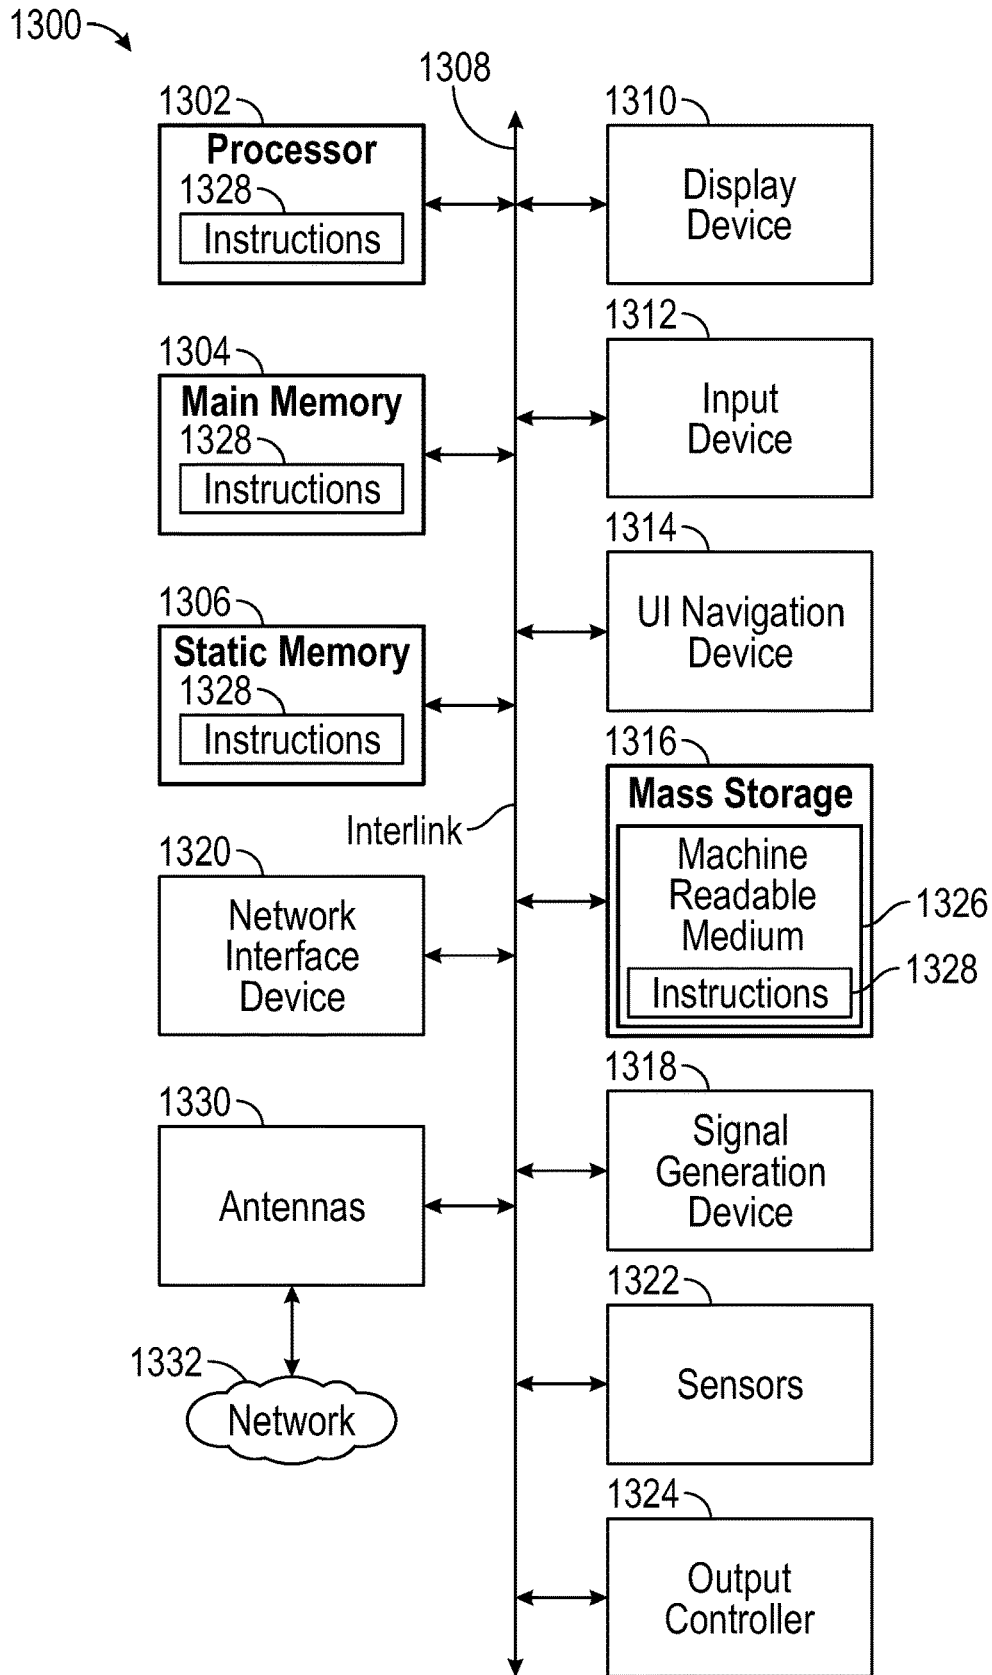 1300
1308
1302
Processor
1328
Instructions
1304
Main Memory
1328
Instructions
1306
Static Memory
1328
Instructions
Interlink
1320
Network
Interface
Device
1330
Antennas
1332
Network
1310
Display
Device
1312
Input
Device
1314
UI Navigation
Device
1316
Mass Storage
Machine
Readable
Medium
1326
Instructions
1328
1318
Signal
Generation
Device
1322
Sensors
1324
Output
Controller